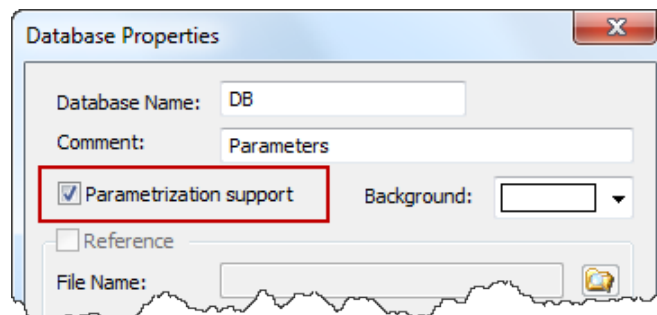 Database Properties
Database Name: DB
Comment: Parameters
Parametrization support Background:
Reference
File Name: